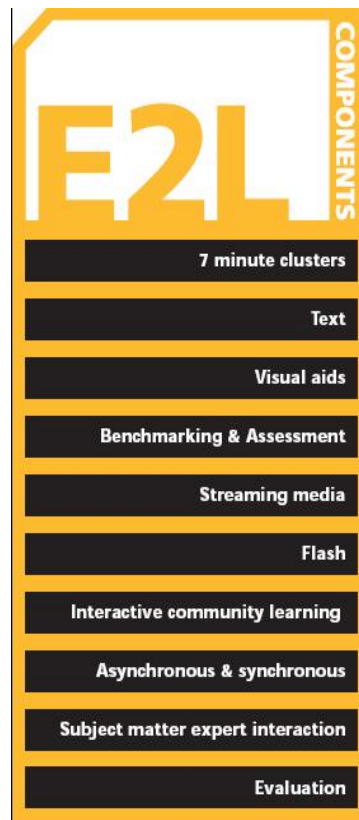 E2L
COMPONENTS
7 minute clusters
Text
Visual aids
Benchmarking & Assessment
Streaming media
Flash
Interactive community learning
Asynchronous & synchronous
Subject matter expert interaction
Evaluation